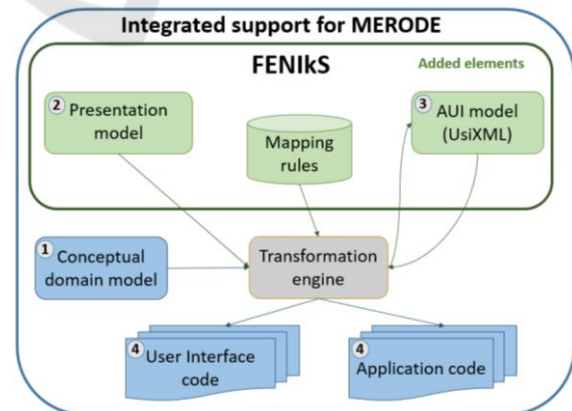 Integrated support for MERODE
FENIkS
Added elements
2 Presentation
model
3 AUI model
(UsiXML)
Mapping
rules
1 Conceptual
domain model
Transformation
engine
4 User Interface
code
4 Application code